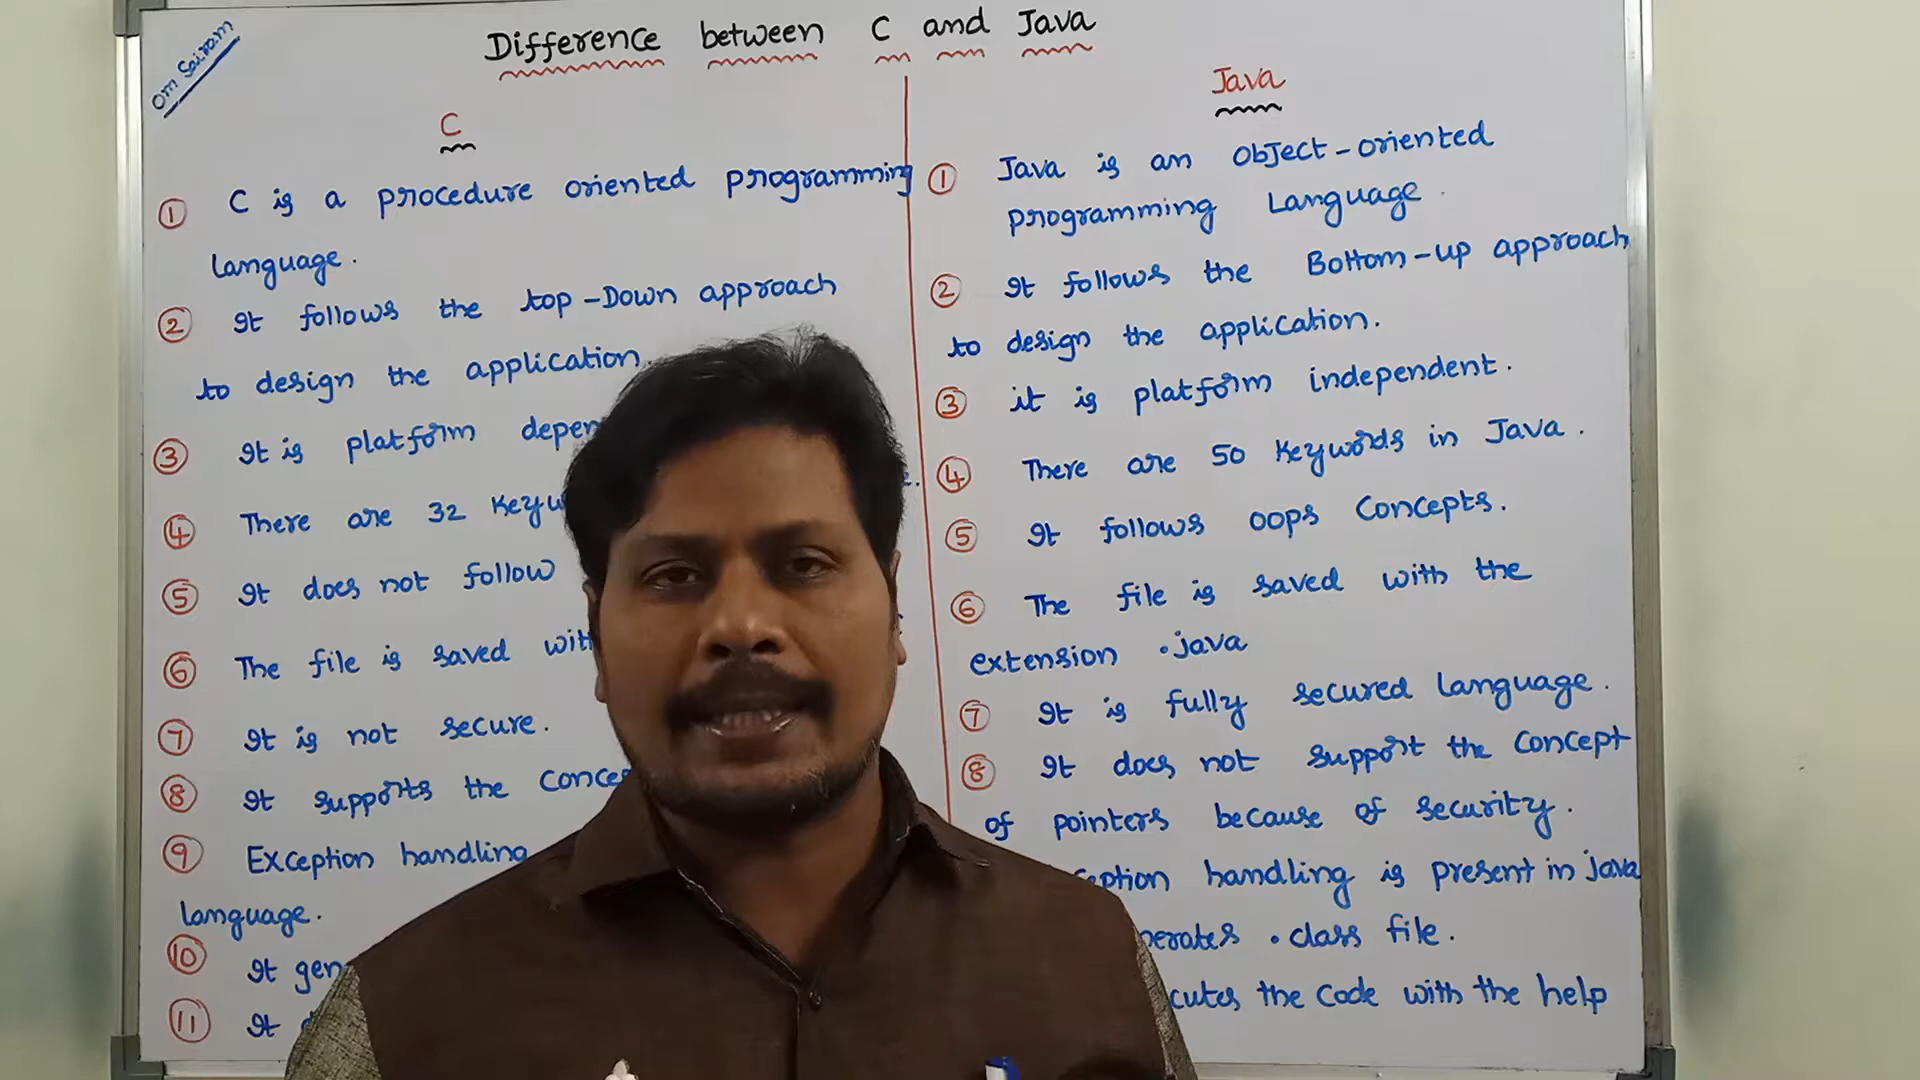 Om Sairam
Difference between C and Java
C
① C is a procedure oriented programming
language.
② It follows the top-Down approach
to design the application.
③ It is platform
④ There are 32
⑤ It does not follow
⑥ The file is saved
⑦ It is not secure.
⑧ It supports the
⑨ Exception handling
language.
⑩ It
⑪ It
Java
① Java is an Object-oriented
programming Language.
② It follows the Bottom-up approach
to design the application.
③ it is platform independent.
④ There are 50 Keywords in Java.
⑤ It follows OOPs Concepts.
⑥ The file is saved with the
extension .java
⑦ It is fully secured Language.
⑧ It does not support the Concept
of pointers because of security.
handling is present in java
.class file.
the Code with the help